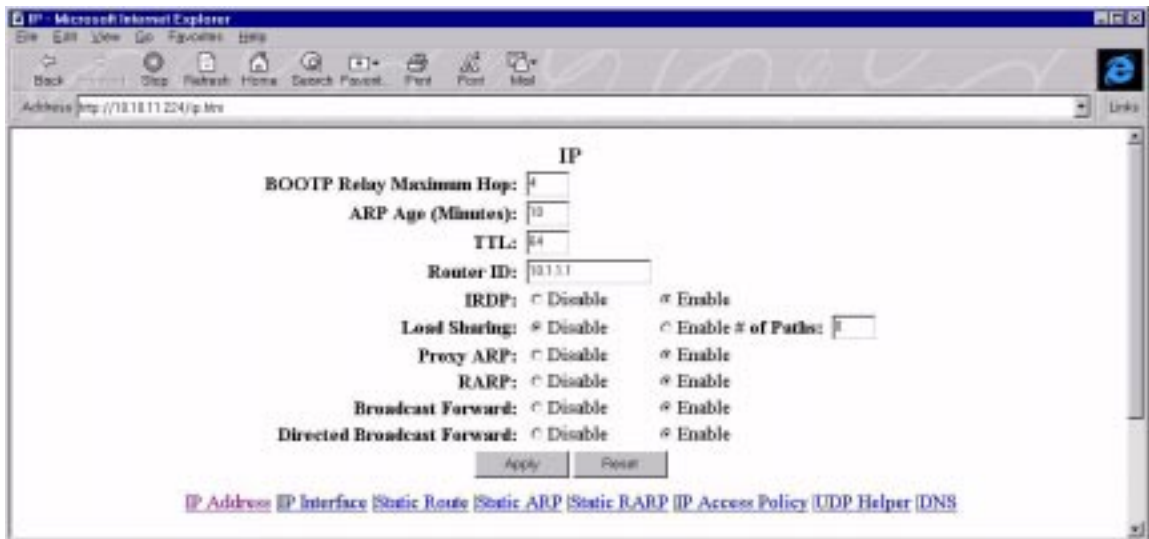 IP - Microsoft Internet Explorer
File Edit View Go Favorites Help
Back Stop Refresh Home Search Favorit. Print Font Mail
Address http://10.10.11.224/ip.htm Links
IP
BOOTP Relay Maximum Hop: 4
ARP Age (Minutes): 10
TTL: 64
Router ID: 10.1.1.1
IRDP: Disable Enable
Load Sharing: Disable Enable # of Paths:
Proxy ARP: Disable Enable
RARP: Disable Enable
Broadcast Forward: Disable Enable
Directed Broadcast Forward: Disable Enable
Apply Reset
IP Address |IP Interface |Static Route |Static ARP |Static RARP |IP Access Policy |UDP Helper |DNS